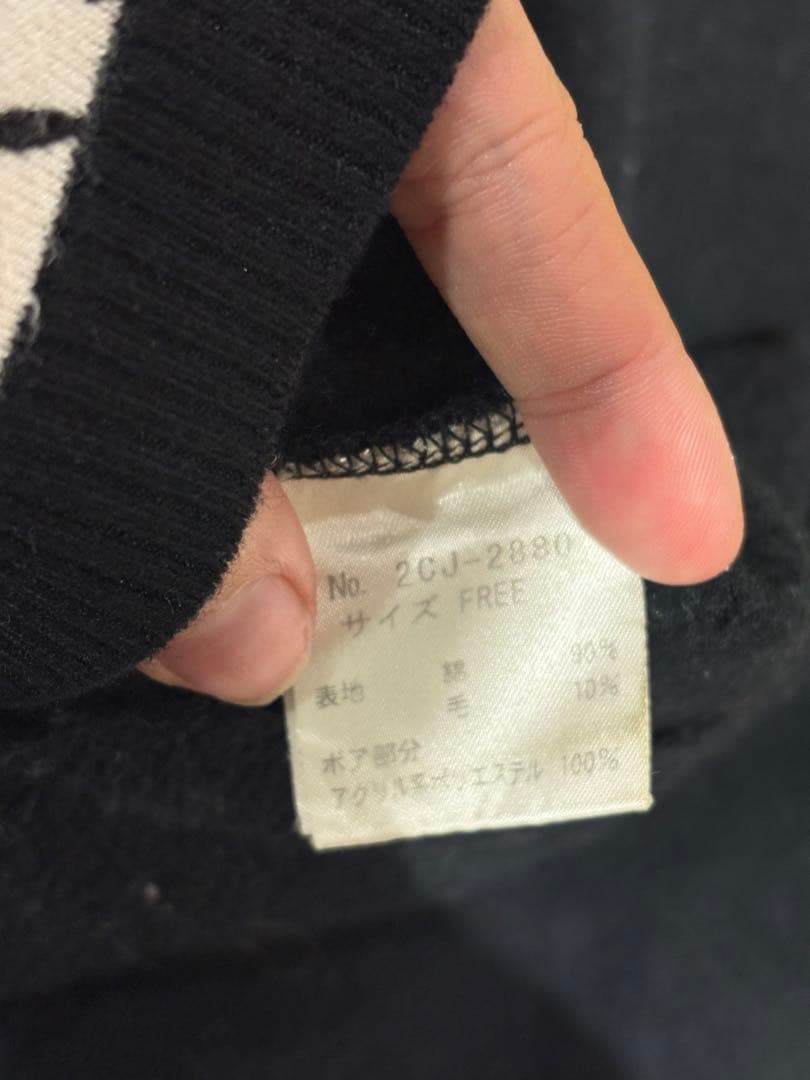 No. 2CJ-2880
サイズ FREE
表地 綿 90%
毛 10%
ボア部分
アクリル系ポリエステル 100%